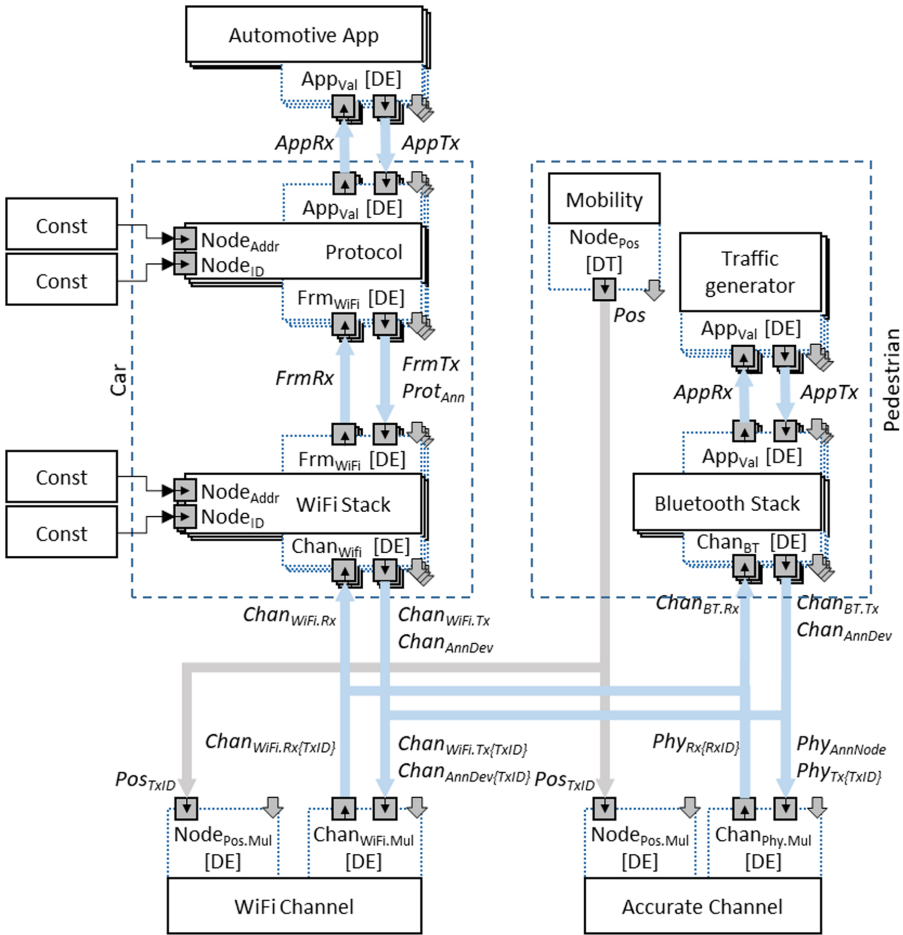 Automotive App
AppVal [DE]
AppRx
AppTx
AppVal [DE]
Const
Const
NodeAddr
NodeID
Protocol
FrmWiFi [DE]
Car
FrmRx
FrmTx
ProtAnn
FrmWiFi [DE]
Const
Const
NodeAddr
NodeID
WiFi Stack
ChanWifi [DE]
Mobility
NodePos
[DT]
Pos
Traffic
generator
AppVal [DE]
Pedestrian
AppRx
AppTx
AppVal [DE]
Bluetooth Stack
ChanBT [DE]
ChanWiFi.Rx
ChanWiFi.Tx
ChanAnnDev
ChanBT.Rx
ChanBT.Tx
ChanAnnDev
ChanWiFi.Rx{TxID}
ChanWiFi.Tx{TxID}
ChanAnnDev{TxID}
PhyRx{RxID}
PhyAnnNode
PhyTx{TxID}
PosTxID
PosTxID
NodePos.Mul
[DE]
ChanWiFi.Mul
[DE]
NodePos.Mul
[DE]
ChanPhy.Mul
[DE]
WiFi Channel
Accurate Channel